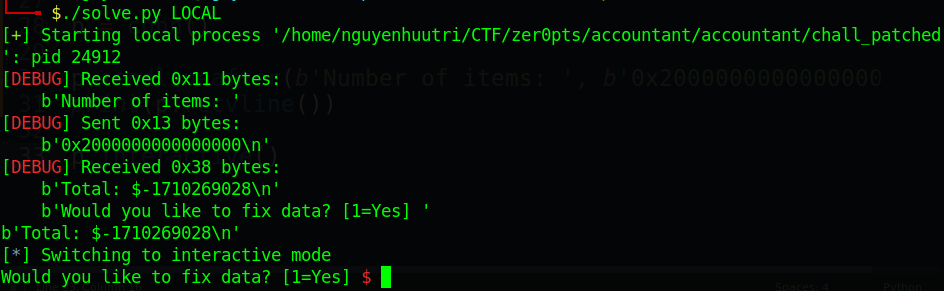 $./solve.py LOCAL
[+] Starting local process '/home/nguyenhuutri/CTF/zer0pts/accountant/accountant/chall_patched
': pid 24912
[DEBUG] Received 0x11 bytes:
    b'Number of items: '
[DEBUG] Sent 0x13 bytes:
    b'0x2000000000000000\n'
[DEBUG] Received 0x38 bytes:
    b'Total: $-1710269028\n'
    b'Would you like to fix data? [1=Yes] '
b'Total: $-1710269028\n'
[*] Switching to interactive mode
Would you like to fix data? [1=Yes] $